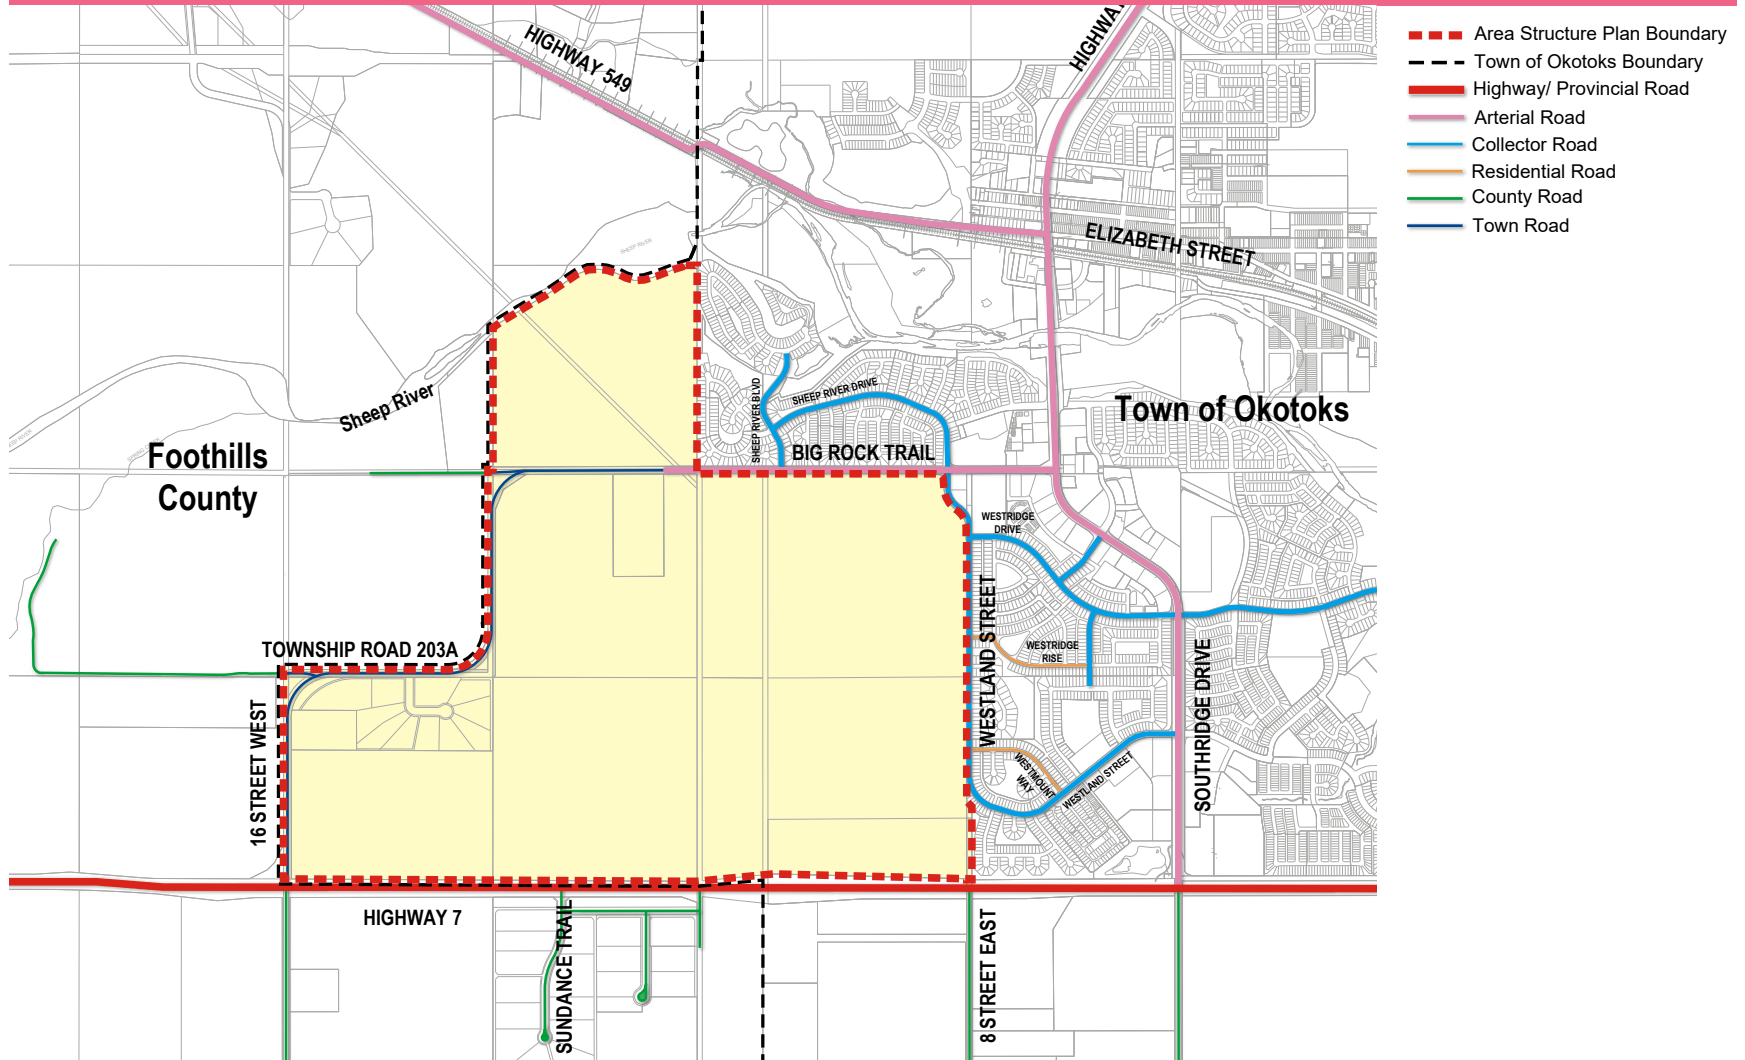 HIGHWAY 549
HIGHWAY
Area Structure Plan Boundary
Town of Okotoks Boundary
Highway/ Provincial Road
Arterial Road
Collector Road
Residential Road
County Road
Town Road
SHEEP RIVER
ELIZABETH STREET
Sheep River
SHEEP RIVER BLVD
SHEEP RIVER DRIVE
Town of Okotoks
BIG ROCK TRAIL
Foothills
County
WESTRIDGE
DRIVE
WESTLAND STREET
WESTRIDGE
RISE
TOWNSHIP ROAD 203A
16 STREET WEST
SOUTHRIDGE DRIVE
WESTMOUNT
WAY
WESTLAND STREET
HIGHWAY 7
SUNDANCE TRAIL
8 STREET EAST